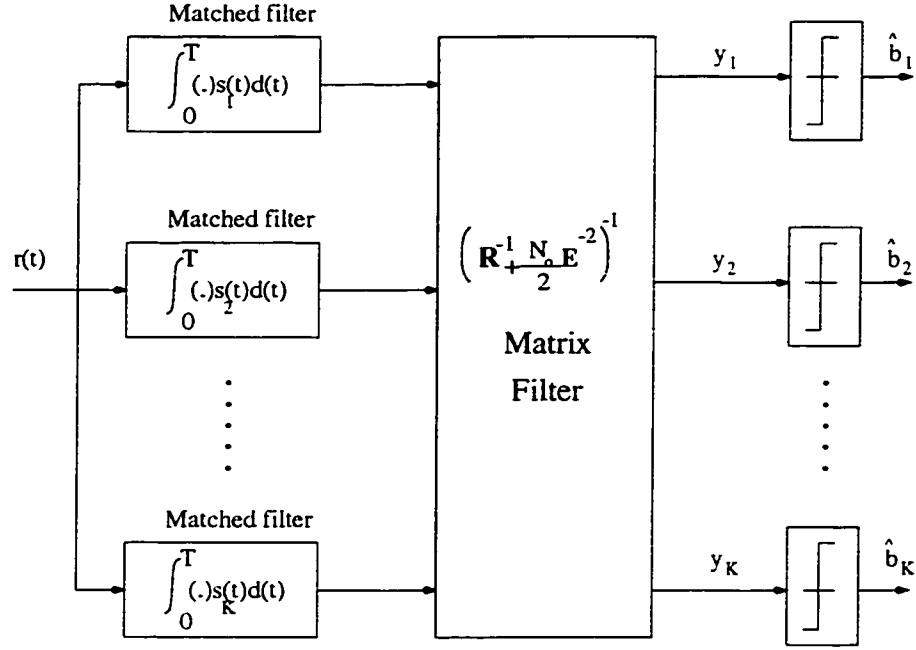 Matched filter
∫₀ᵀ (.)s₁(t)d(t)
y₁
b̂₁
Matched filter
∫₀ᵀ (.)s₂(t)d(t)
r(t)
(R⁻¹ + N₀/2 E⁻²)⁻¹
Matrix
Filter
y₂
b̂₂
Matched filter
∫₀ᵀ (.)s_K(t)d(t)
y_K
b̂_K